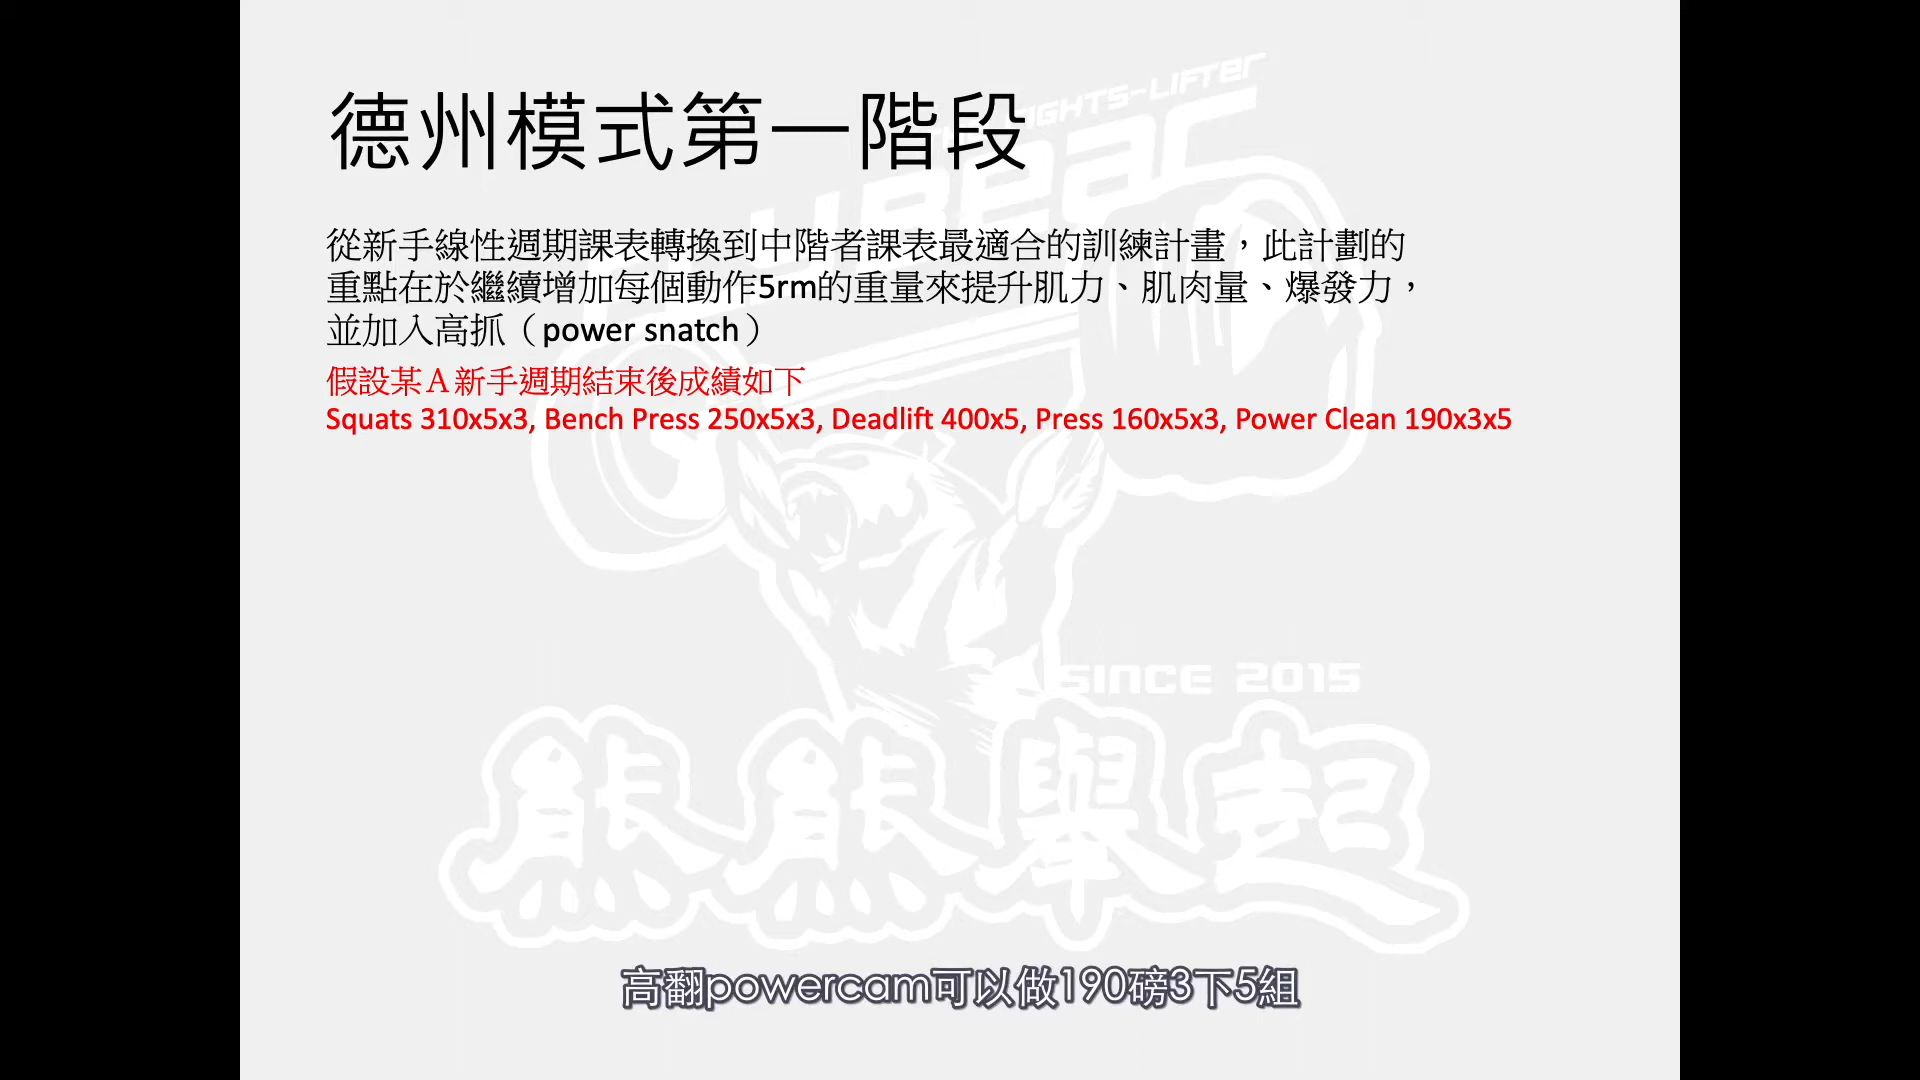 德州模式第一階段
從新手線性週期課表轉換到中階者課表最適合的訓練計畫，此計劃的
重點在於繼續增加每個動作5rm的重量來提升肌力、肌肉量、爆發力，
並加入高抓（power snatch）
假設某Ａ新手週期結束後成績如下
Squats 310x5x3, Bench Press 250x5x3, Deadlift 400x5, Press 160x5x3, Power Clean 190x3x5
SINCE 2015
熊熊舉起
高翻powercam可以做190磅3下5組